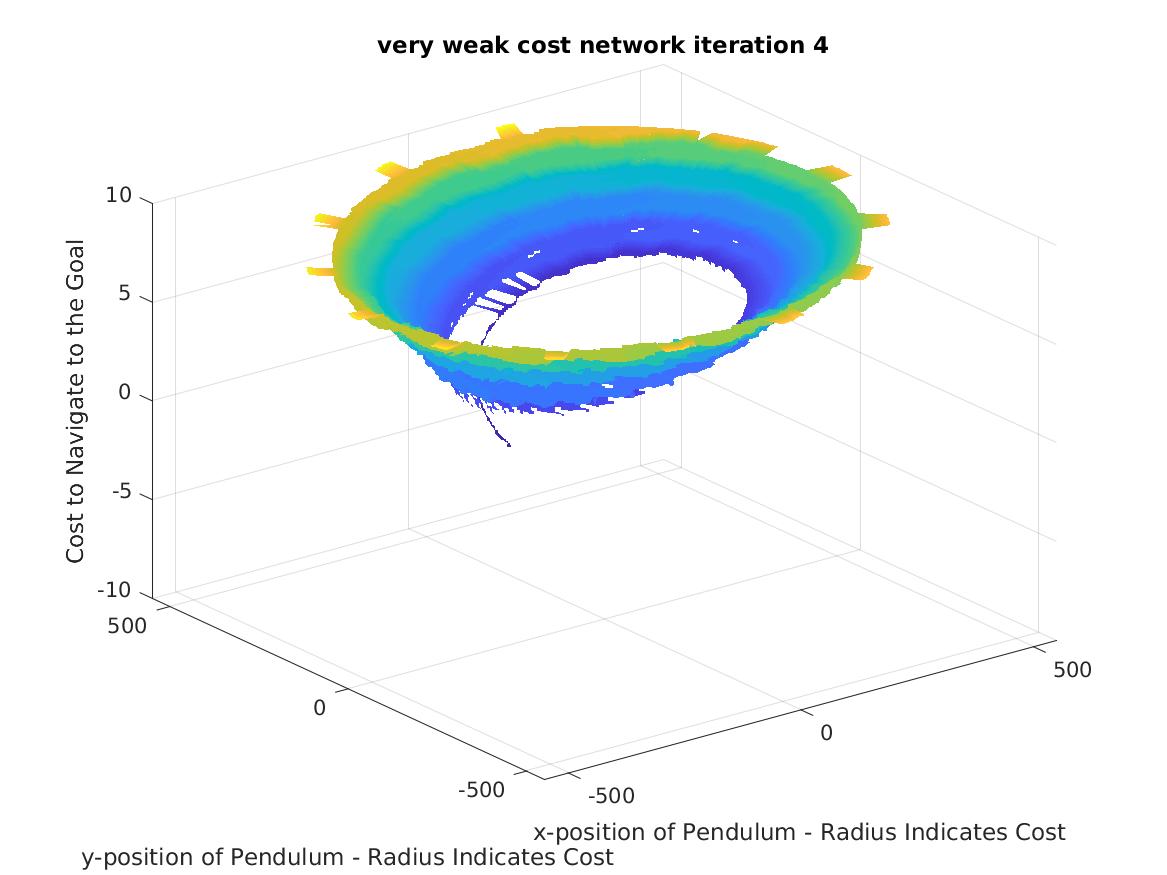 very weak cost network iteration 4
10
5
0
-5
-10
Cost to Navigate to the Goal
500
0
-500
-500
0
500
x-position of Pendulum - Radius Indicates Cost
y-position of Pendulum - Radius Indicates Cost